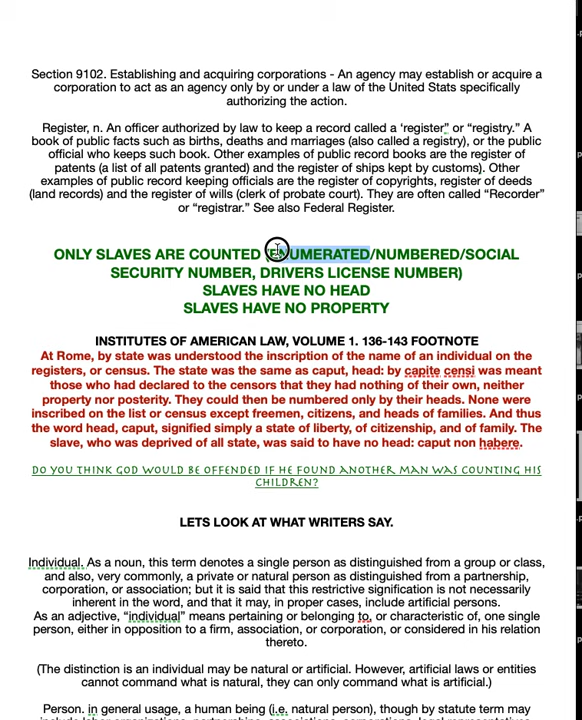 Section 9102. Establishing and acquiring corporations - An agency may establish or acquire a
corporation to act as an agency only by or under a law of the United Stats specifically
authorizing the action.
Register, n. An officer authorized by law to keep a record called a ‘register” or “registry.” A
book of public facts such as births, deaths and marriages (also called a registry), or the public
official who keeps such book. Other examples of public record books are the register of
patents (a list of all patents granted) and the register of ships kept by customs). Other
examples of public record keeping officials are the register of copyrights, register of deeds
(land records) and the register of wills (clerk of probate court). They are often called “Recorder”
or “registrar.” See also Federal Register.
ONLY SLAVES ARE COUNTED (ENUMERATED/NUMBERED/SOCIAL
SECURITY NUMBER, DRIVERS LICENSE NUMBER)
SLAVES HAVE NO HEAD
SLAVES HAVE NO PROPERTY
INSTITUTES OF AMERICAN LAW, VOLUME 1. 136-143 FOOTNOTE
At Rome, by state was understood the inscription of the name of an individual on the
registers, or census. The state was the same as caput, head: by capite censi was meant
those who had declared to the censors that they had nothing of their own, neither
property nor posterity. They could then be numbered only by their heads. None were
inscribed on the list or census except freemen, citizens, and heads of families. And thus
the word head, caput, signified simply a state of liberty, of citizenship, and of family. The
slave, who was deprived of all state, was said to have no head: caput non habere.
DO YOU THINK GOD WOULD BE OFFENDED IF HE FOUND ANOTHER MAN WAS COUNTING HIS
CHILDREN?
LETS LOOK AT WHAT WRITERS SAY.
Individual. As a noun, this term denotes a single person as distinguished from a group or class,
and also, very commonly, a private or natural person as distinguished from a partnership,
corporation, or association; but it is said that this restrictive signification is not necessarily
inherent in the word, and that it may, in proper cases, include artificial persons.
As an adjective, “individual” means pertaining or belonging to, or characteristic of, one single
person, either in opposition to a firm, association, or corporation, or considered in his relation
thereto.
(The distinction is an individual may be natural or artificial. However, artificial laws or entities
cannot command what is natural, they can only command what is artificial.)
Person. in general usage, a human being (i.e. natural person), though by statute term may